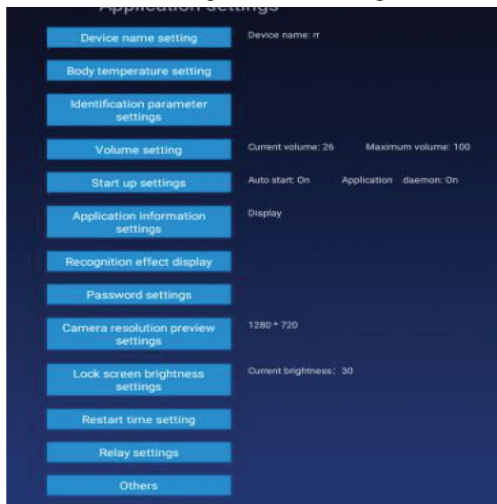 Application settings
Device name setting Device name: rr
Body temperature setting
Identification parameter
settings
Volume setting Current volume: 26 Maximum volume: 100
Start up settings Auto start: On Application daemon: On
Application information
settings
Display
Recognition effect display
Password settings
Camera resolution preview
settings
1280 * 720
Lock screen brightness
settings
Current brightness: 30
Restart time setting
Relay settings
Others